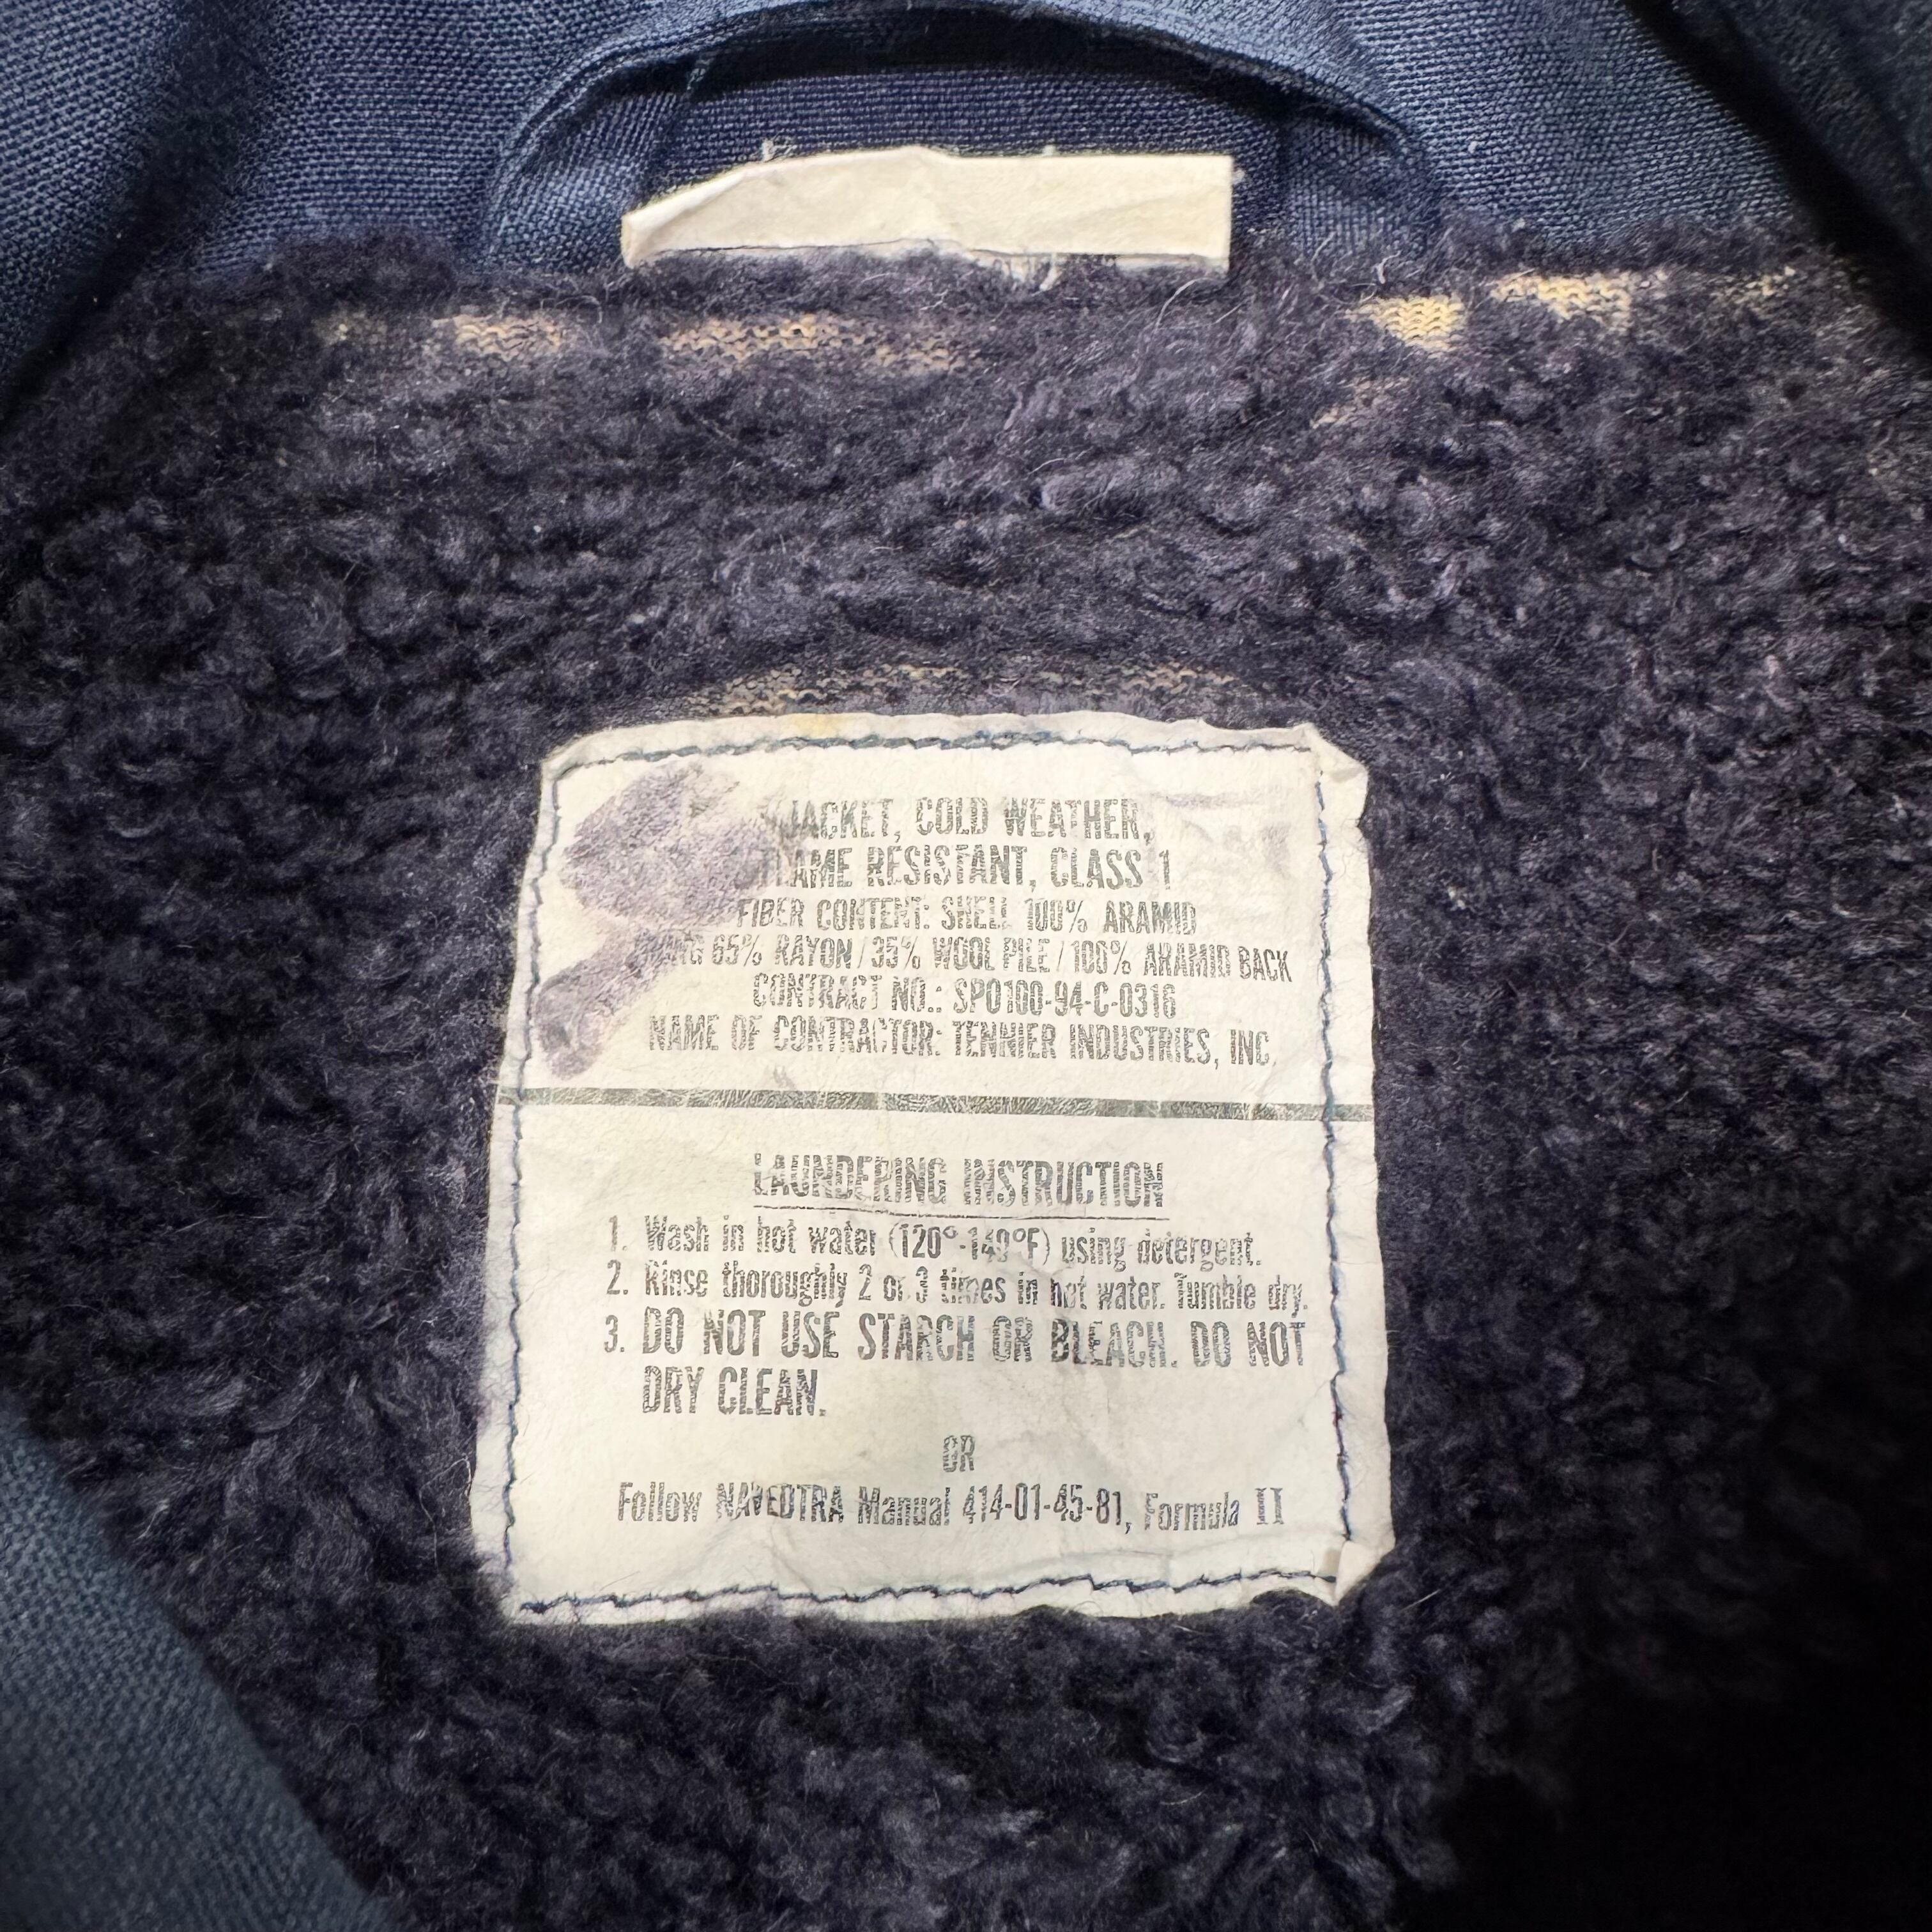 JACKET, COLD WEATHER,
FLAME RESISTANT, CLASS 1
FIBER CONTENT: SHELL 100% ARAMID
65% RAYON / 35% WOOL PILE / 100% ARAMID BACK
CONTRACT NO.: SPO100-94-C-0316
NAME OF CONTRACTOR: TENNIER INDUSTRIES, INC.
LAUNDERING INSTRUCTION
1. Wash in hot water (120°-140°F) using detergent.
2. Rinse thoroughly 2 or 3 times in hot water. Tumble dry.
3. DO NOT USE STARCH OR BLEACH. DO NOT
DRY CLEAN.
OR
Follow NAVEDTRA Manual 414-01-45-81, Formula II